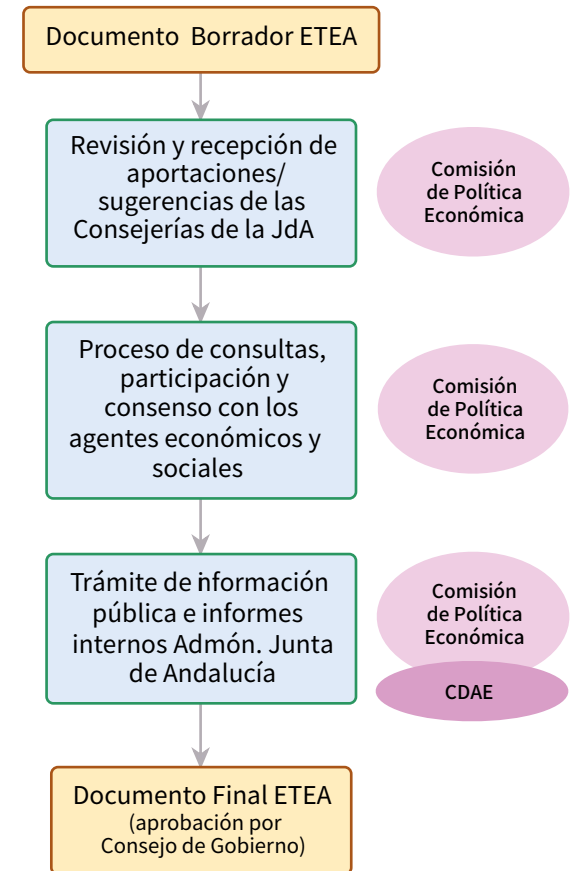 Documento Borrador ETEA
Revisión y recepción de
aportaciones/
sugerencias de las
Consejerías de la JdA
Comisión
de Política
Económica
Proceso de consultas,
participación y
consenso con los
agentes económicos y
sociales
Comisión
de Política
Económica
Trámite de información
pública e informes
internos Admón. Junta
de Andalucía
Comisión
de Política
Económica
CDAE
Documento Final ETEA
(aprobación por
Consejo de Gobierno)